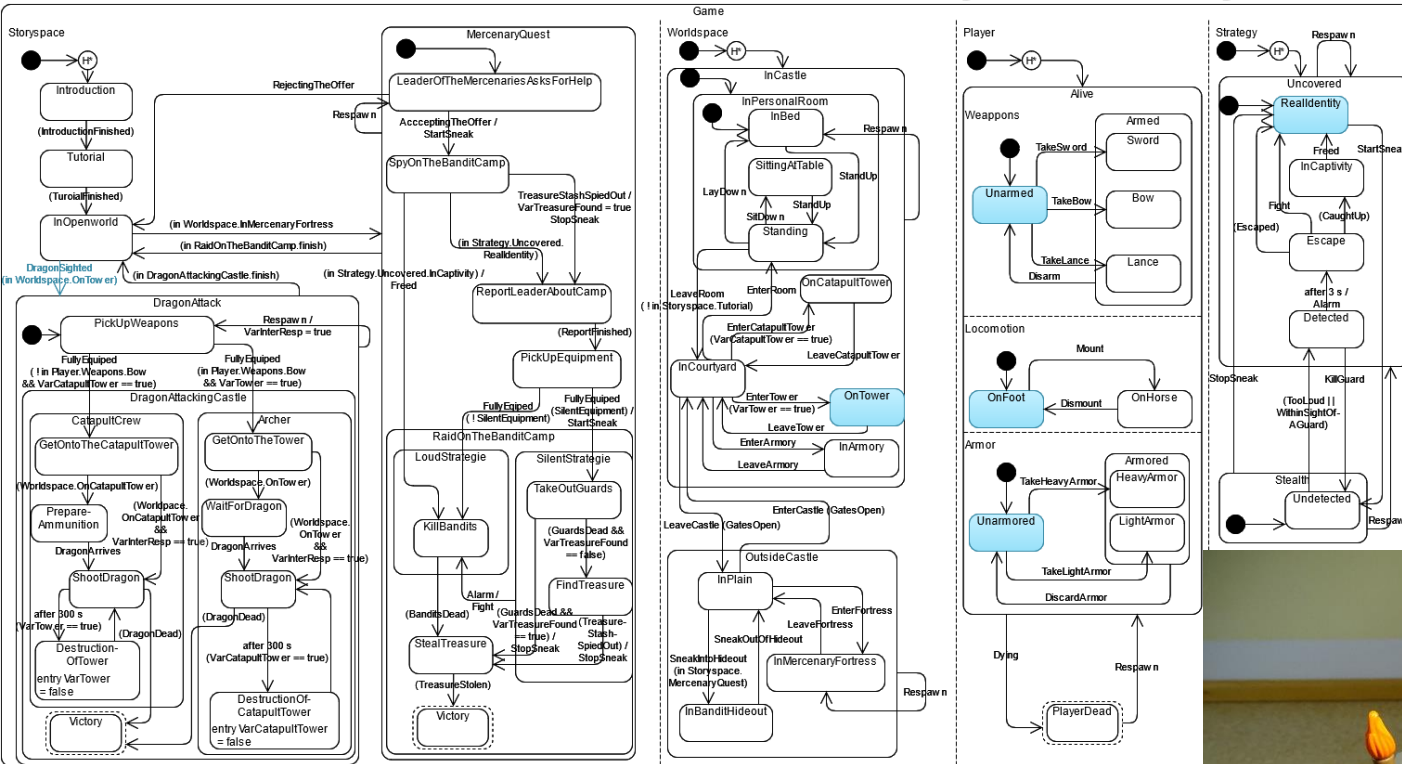 Game
Storyspace
H*
Introduction
(IntroductionFinished)
Tutorial
(TuroialFinished)
InOpenworld
DragonSighted
(in Worldspace.OnTower)
RejectingTheOffer
(in Worldspace.InMercenaryFortress
(in RaidOnTheBanditCamp.finish)
(in DragonAttackingCastle.finish)
DragonAttack
PickUpWeapons
Respawn /
VarInterResp = true
FullyEquiped
( ! in Player.Weapons.Bow
&& VarCatapultTower == true)
FullyEquiped
(in Player.Weapons.Bow
&& VarTower == true)
DragonAttackingCastle
CatapultCrew
GetOntoTheCatapultTower
(Worldspace.OnCatapultTower)
Prepare-
Ammunition
(Worldpace.
OnCatapultTower
&&
VarInterResp == true)
DragonArrives
ShootDragon
after 300 s
(VarTower == true)
(DragonDead)
Destruction-
OfTower
entry VarTower
= false
Victory
Archer
GetOntoTheTower
(Worldspace.OnTower)
WaitForDragon
(Worldspace.
OnTower
&&
VarInterResp == true)
DragonArrives
ShootDragon
(DragonDead)
after 300 s
(VarCatapultTower == true)
DestructionOf-
CatapultTower
entry VarCatapultTower
= false
MercenaryQuest
LeaderOfTheMercenariesAsksForHelp
Respawn
AccceptingTheOffer /
StartSneak
SpyOnTheBanditCamp
TreasureStashSpiedOut /
VarTreasureFound = true
StopSneak
(in Strategy.Uncovered.
RealIdentity)
(in Strategy.Uncovered.InCaptivity) /
Freed
ReportLeaderAboutCamp
(ReportFinished)
PickUpEquipment
FullyEqiped
( ! SilentEquipment)
FullyEquiped
(SilentEquipment) /
StartSneak
RaidOnTheBanditCamp
LoudStrategie
KillBandits
(BanditsDead)
Alarm /
Fight
StealTreasure
(TreasureStolen)
Victory
SilentStrategie
TakeOutGuards
(GuardsDead &&
VarTreasureFound
== false)
FindTreasure
(GuardsDead &&
VarTreasureFound
== true) /
StopSneak
(Treasure-
Stash-
SpiedOut) /
StopSneak
Worldspace
H*
InCastle
InPersonalRoom
InBed
Respawn
SittingAtTable
StandUp
LayDown
StandUp
SitDown
Standing
LeaveRoom
( ! in Storyspace.Tutorial)
EnterRoom
OnCatapultTower
EnterCatapultTower
(VarCatapultTower == true)
LeaveCatapultTower
InCourtyard
EnterTower
(VarTower == true)
OnTower
LeaveTower
EnterArmory
InArmory
LeaveArmory
LeaveCastle (GatesOpen)
EnterCastle (GatesOpen)
OutsideCastle
InPlain
EnterFortress
LeaveFortress
SneakOutOfHideout
InMercenaryFortress
SneakIntoHideout
(in Storyspace.
MercenaryQuest)
Respawn
InBanditHideout
Player
H*
Alive
Weappons
Armed
TakeSword
Sword
Unarmed
TakeBow
Bow
TakeLance
Lance
Disarm
Locomotion
Mount
OnFoot
OnHorse
Dismount
Armor
Armored
TakeHeavyArmor
HeavyArmor
Unarmored
LightArmor
TakeLightArmor
DiscardArmor
Dying
Respawn
PlayerDead
Strategy
H*
Respawn
Uncovered
RealIdentity
Freed
StartSneak
InCaptivity
Fight
(CaughtUp)
(Escaped)
Escape
after 3 s /
Alarm
Detected
StopSneak
KillGuard
(TooLoud ||
WithinSightOf-
AGuard)
Stealth
Undetected
Respaw